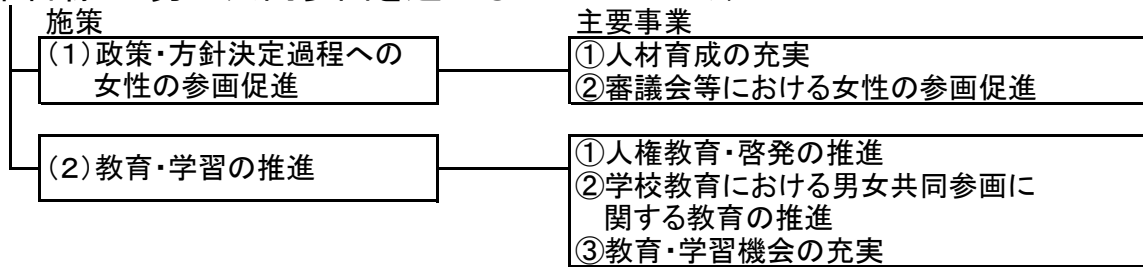 施策
主要事業
(1)政策・方針決定過程への
女性の参画促進
①人材育成の充実
②審議会等における女性の参画促進
(2)教育・学習の推進
①人権教育・啓発の推進
②学校教育における男女共同参画に
関する教育の推進
③教育・学習機会の充実